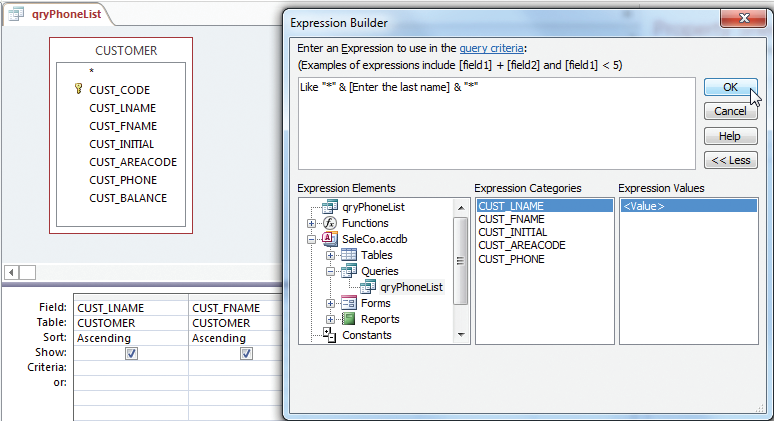 qryPhoneList
CUSTOMER
*
CUST_CODE
CUST_LNAME
CUST_FNAME
CUST_INITIAL
CUST_AREACODE
CUST_PHONE
CUST_BALANCE
Field: CUST_LNAME CUST_FNAME
Table: CUSTOMER CUSTOMER
Sort: Ascending Ascending
Show:
Criteria:
or:
Expression Builder
Enter an Expression to use in the query criteria:
(Examples of expressions include [field1] + [field2] and [field1] < 5)
Like "*" & [Enter the last name] & "*"
OK
Cancel
Help
<< Less
Expression Elements
qryPhoneList
Functions
SaleCo.accdb
Tables
Queries
qryPhoneList
Forms
Reports
Constants
Expression Categories
CUST_LNAME
CUST_FNAME
CUST_INITIAL
CUST_AREACODE
CUST_PHONE
Expression Values
<Value>